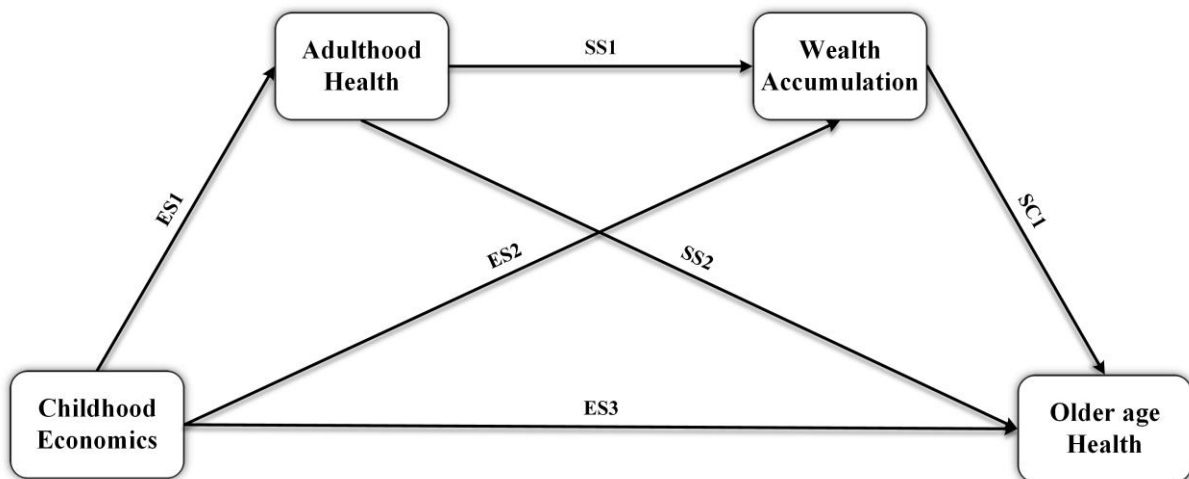 Adulthood
Health
SS1
Wealth
Accumulation
ES1
ES2
SS2
SC1
Childhood
Economics
ES3
Older age
Health